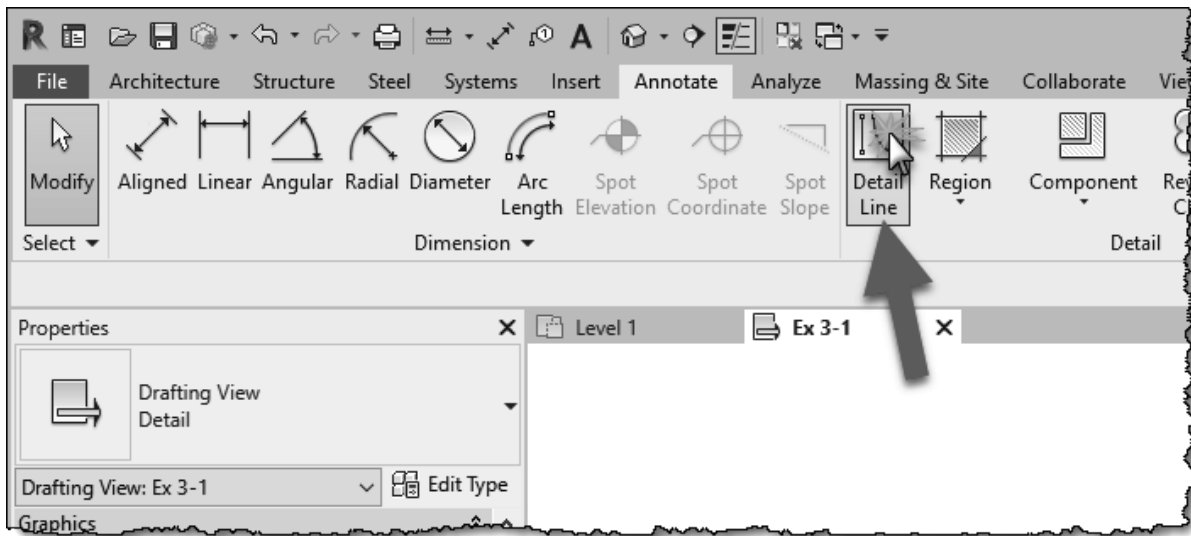 File Architecture Structure Steel Systems Insert Annotate Analyze Massing & Site Collaborate
Modify Aligned Linear Angular Radial Diameter Arc Length Spot Elevation Spot Coordinate Spot Slope Detail Line Region Component
Select Dimension Detail
Properties Level 1 Ex 3-1
Drafting View
Detail
Drafting View: Ex 3-1 Edit Type
Graphics